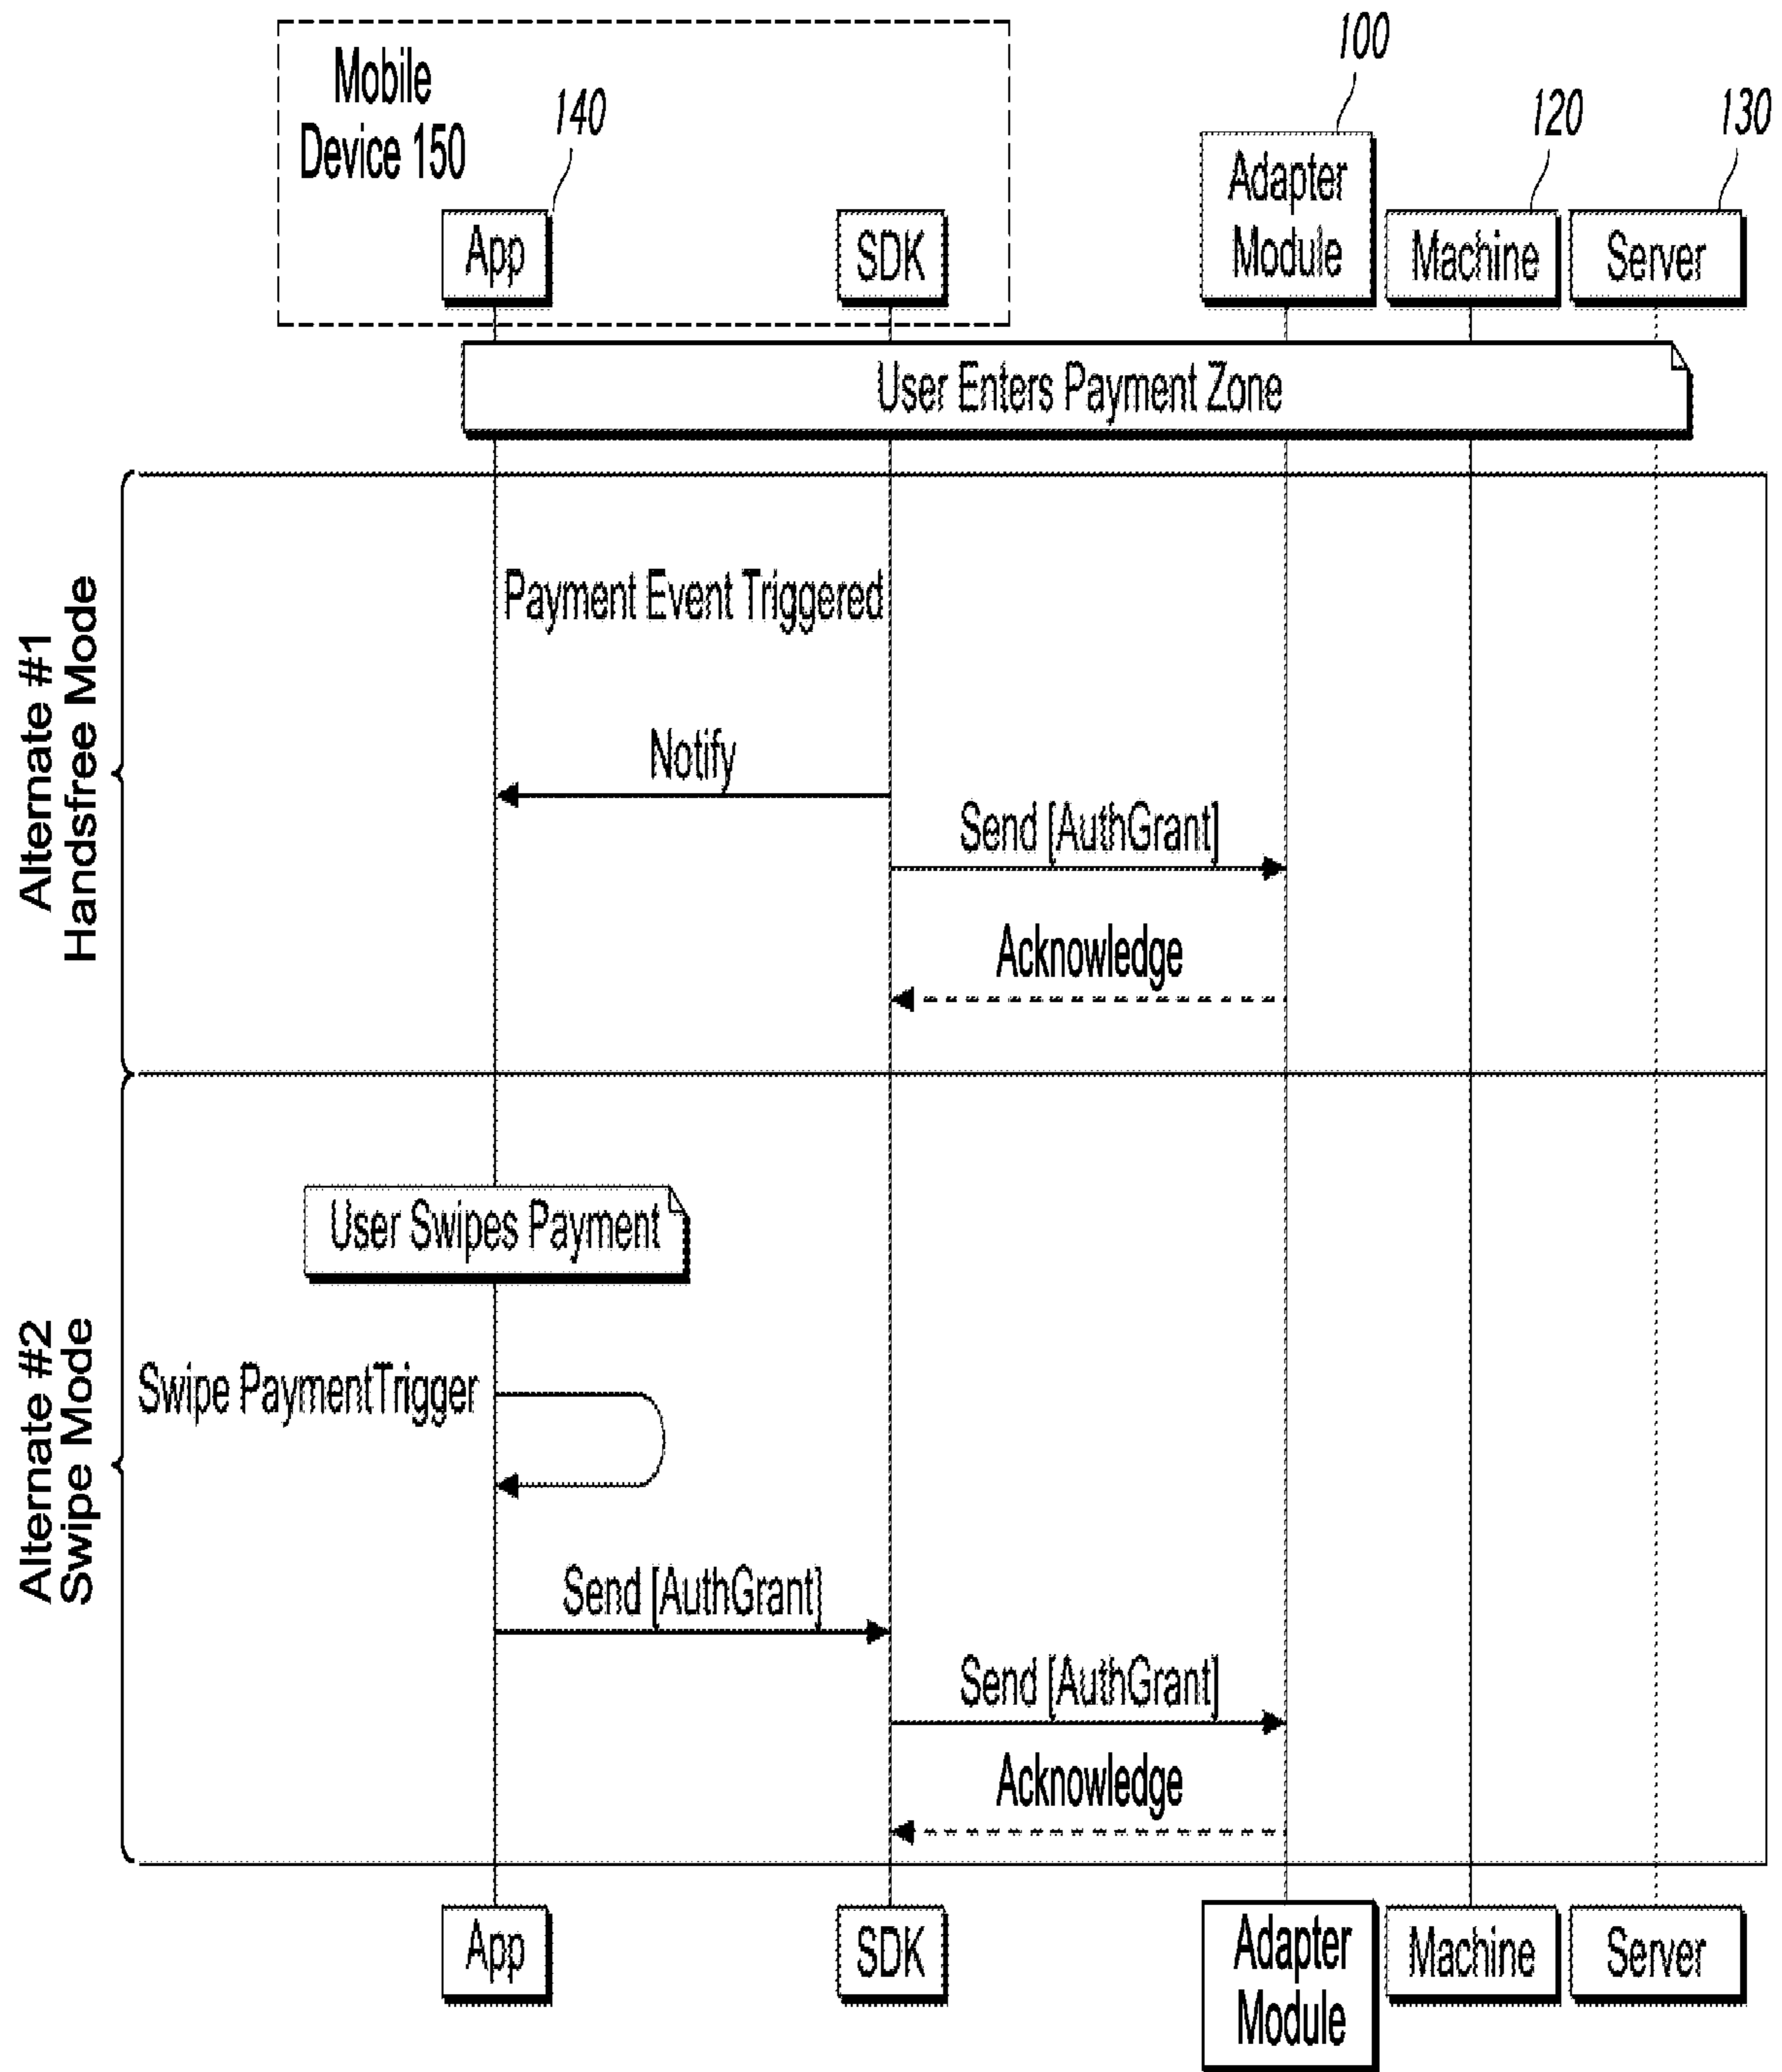 Mobile
Device 150
140
100
120
130
App
SDK
Adapter
Module
Machine
Server
User Enters Payment Zone
Alternate #1
Handsfree Mode
Payment Event Triggered
Notify
Send [AuthGrant]
Acknowledge
Alternate #2
Swipe Mode
User Swipes Payment
Swipe PaymentTrigger
Send [AuthGrant]
Send [AuthGrant]
Acknowledge
App
SDK
Adapter
Module
Machine
Server